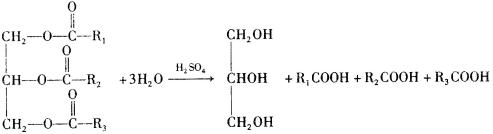 O
CH₂—O—C—R₁
O
CH—O—C—R₂
O
CH₂—O—C—R₃
+3H₂O
H₂SO₄
CH₂OH
CHOH
CH₂OH
+ R₁COOH + R₂COOH + R₃COOH